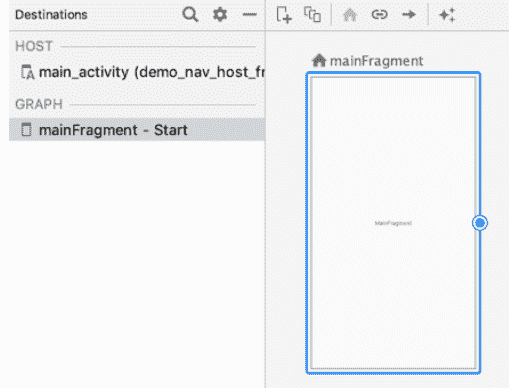 Destinations
HOST
main_activity (demo_nav_host_fr
GRAPH
mainFragment - Start
mainFragment
MainFragment